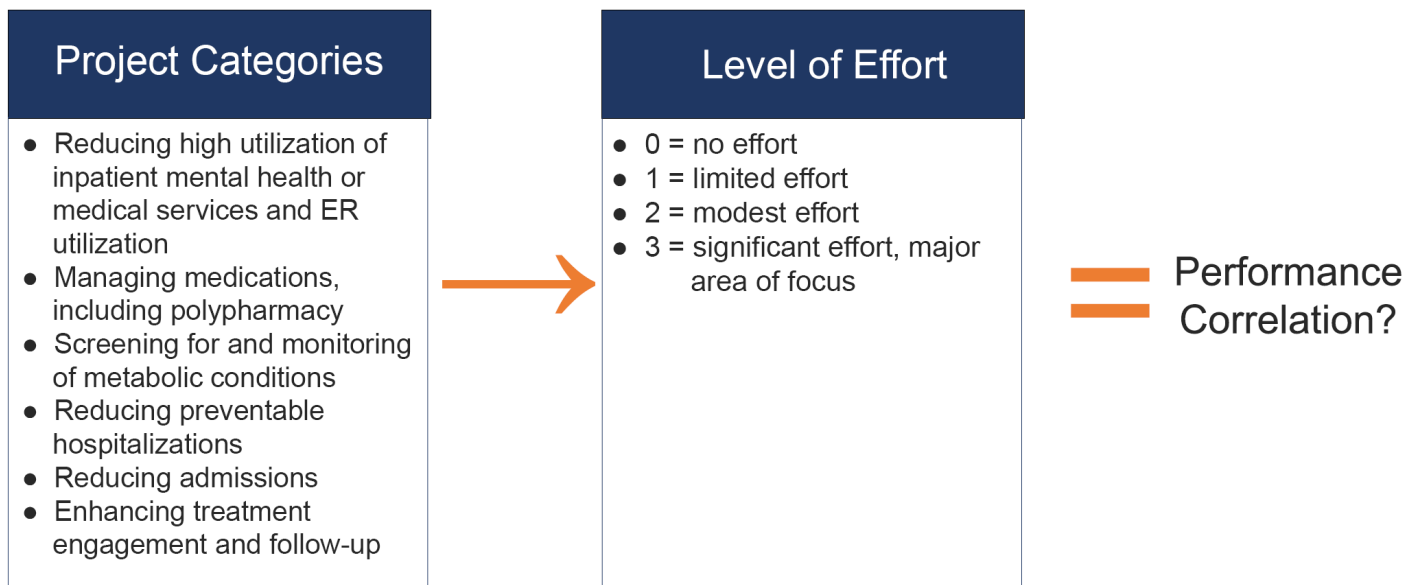 Project Categories
● Reducing high utilization of
inpatient mental health or
medical services and ER
utilization
● Managing medications,
including polypharmacy
● Screening for and monitoring
of metabolic conditions
● Reducing preventable
hospitalizations
● Reducing admissions
● Enhancing treatment
engagement and follow-up
Level of Effort
● 0 = no effort
● 1 = limited effort
● 2 = modest effort
● 3 = significant effort, major
area of focus
Performance
Correlation?